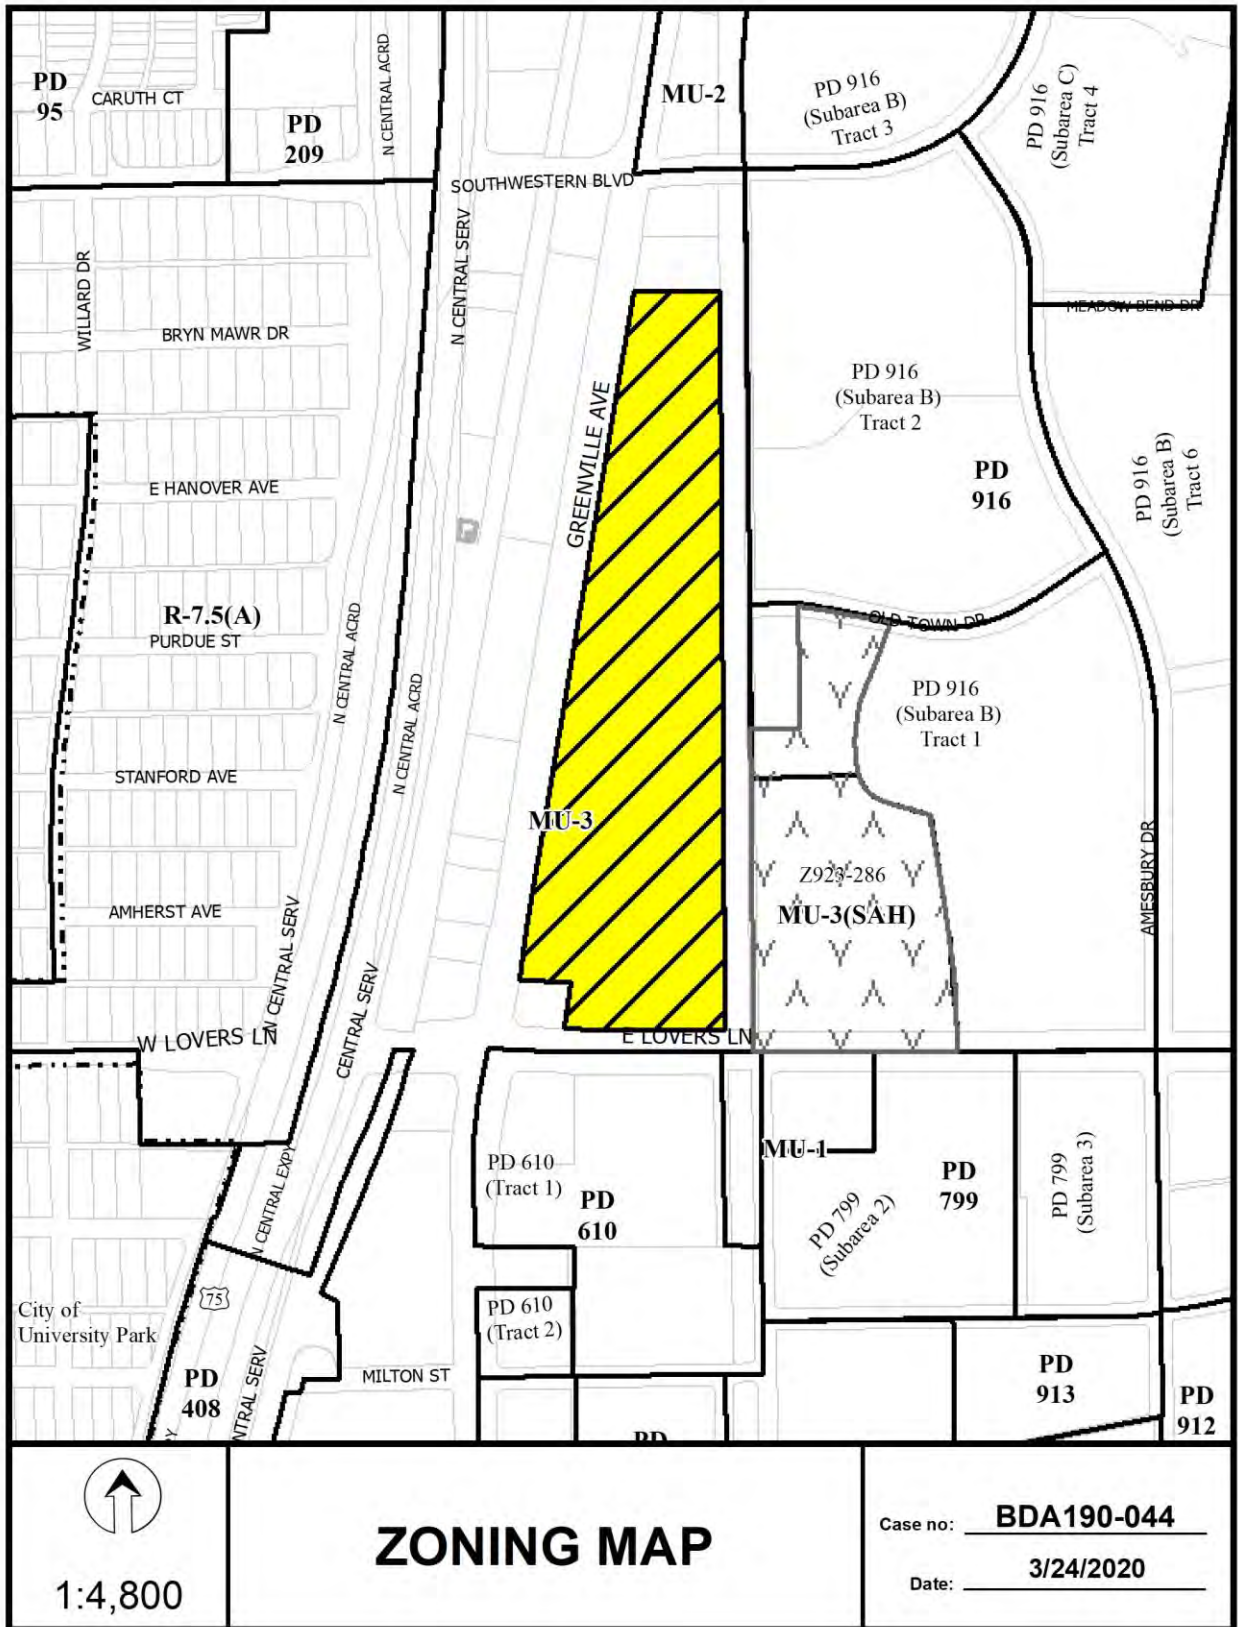 PD
95
CARUTH CT
PD
209
N CENTRAL ACRD
MU-2
PD 916
(Subarea B)
Tract 3
PD 916
(Subarea C)
Tract 4
SOUTHWESTERN BLVD
N CENTRAL SERV
WILLARD DR
BRYN MAWR DR
MEADOW BEND DR
GREENVILLE AVE
PD 916
(Subarea B)
Tract 2
PD
916
PD 916
(Subarea B)
Tract 6
E HANOVER AVE
R-7.5(A)
PURDUE ST
N CENTRAL ACRD
N CENTRAL ACRD
OLD TOWN DR
PD 916
(Subarea B)
Tract 1
STANFORD AVE
MU-3
AMESBURY DR
Z923-286
MU-3(SAH)
AMHERST AVE
N CENTRAL SERV
CENTRAL SERV
W LOVERS LN
E LOVERS LN
N CENTRAL EXPY
PD 610
(Tract 1)
PD
610
MU-1
PD 799
(Subarea 2)
PD
799
PD 799
(Subarea 3)
City of
University Park
75
PD 610
(Tract 2)
PD
408
NTRAL SERV
MILTON ST
PD
913
PD
912
PD
1:4,800
ZONING MAP
Case no: BDA190-044
Date: 3/24/2020